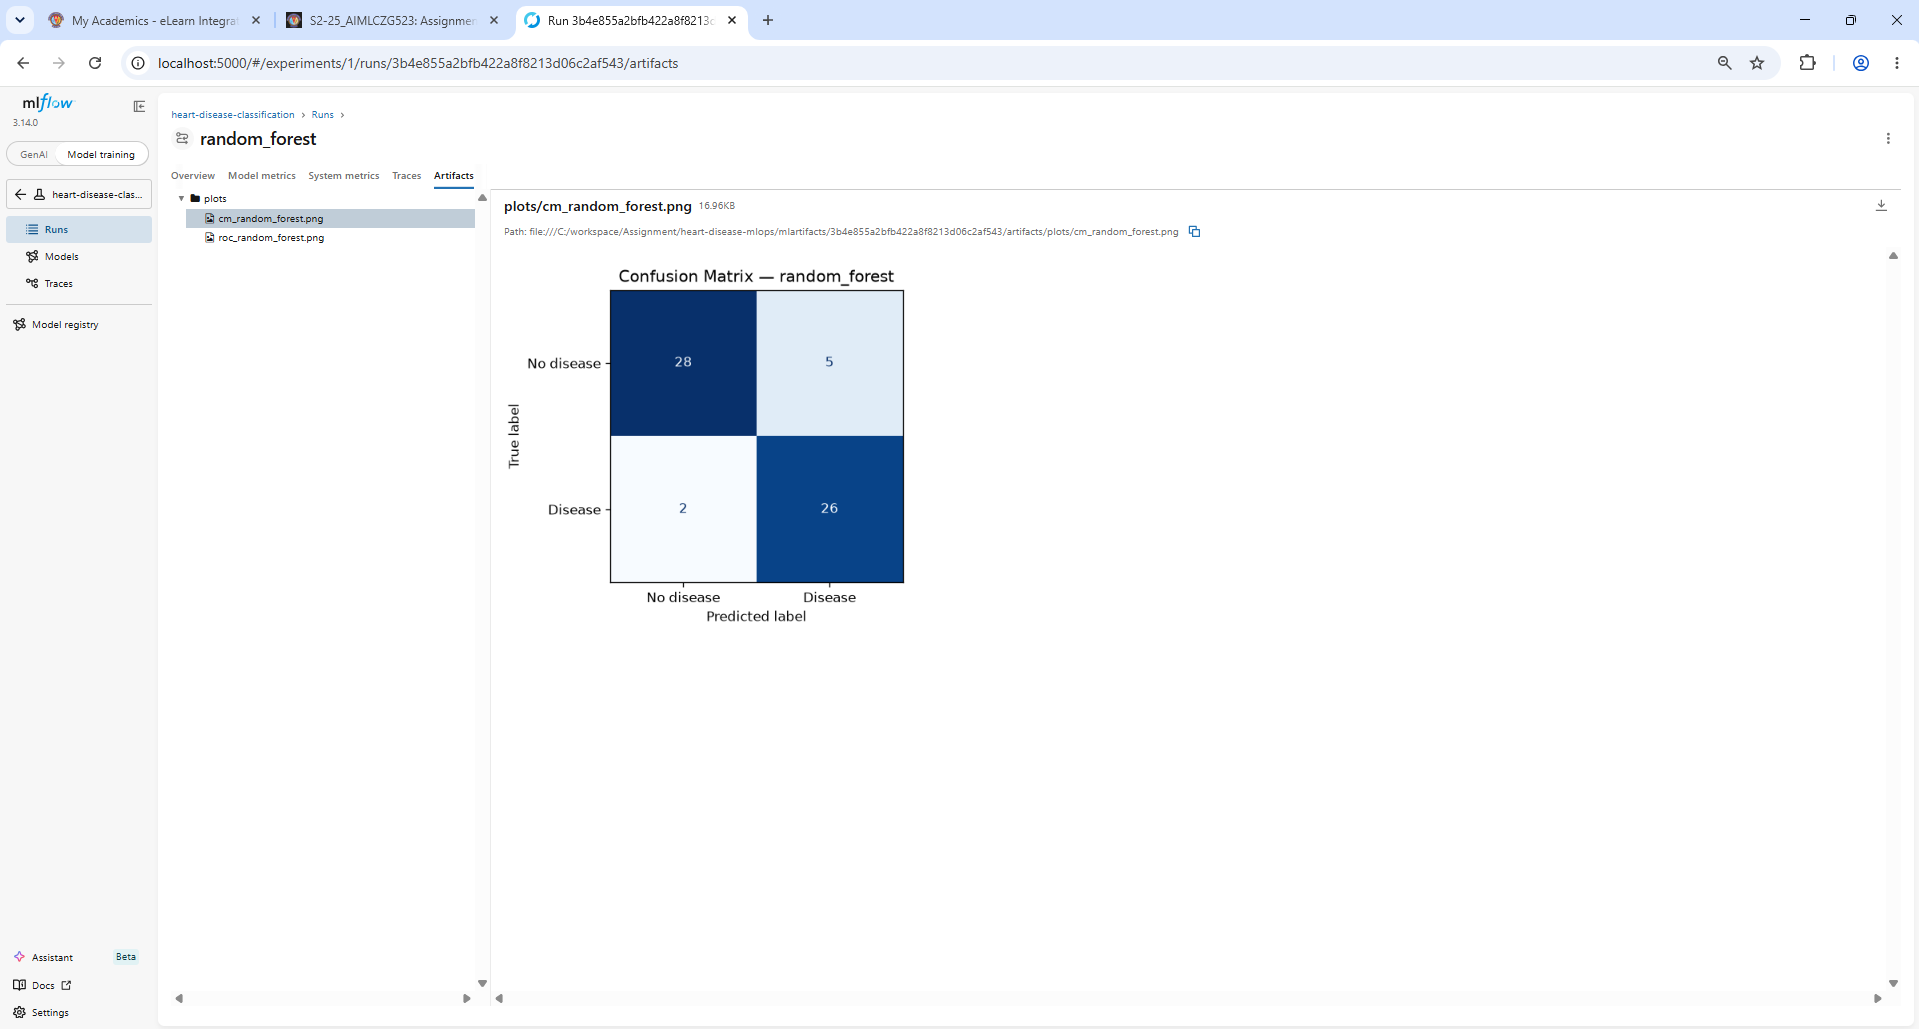 My Academics - eLearn Integra
S2-25_AIMLCZG523: Assignmen
Run 3b4e855a2bfb422a8f8213d
localhost:5000/#/experiments/1/runs/3b4e855a2bfb422a8f8213d06c2af543/artifacts
mlflow
3.14.0
GenAI
Model training
heart-disease-clas...
Runs
Models
Traces
Model registry
Assistant
Beta
Docs
Settings
heart-disease-classification
Runs
random_forest
Overview
Model metrics
System metrics
Traces
Artifacts
plots
cm_random_forest.png
roc_random_forest.png
plots/cm_random_forest.png 16.96KB
Path: file:///C:/workspace/Assignment/heart-disease-mlops/mlartifacts/3b4e855a2bfb422a8f8213d06c2af543/artifacts/plots/cm_random_forest.png
Confusion Matrix — random_forest
True label
No disease
28
5
Disease
2
26
No disease
Disease
Predicted label